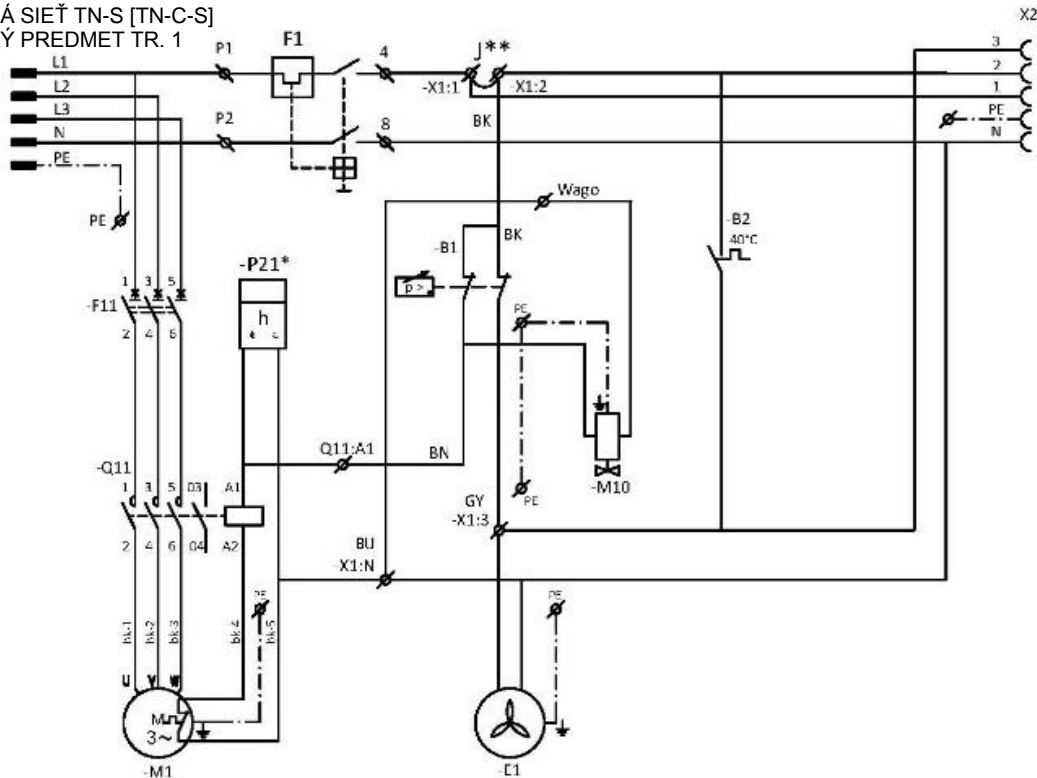 Á SIEŤ TN-S [TN-C-S]
Ý PREDMET TR. 1
X2
L1
P1
F1
4
J**
3
L2
-X1:1
-X1:2
2
L3
1
N
P2
8
BK
PE
PE
N
Wago
PE
-B1
BK
-B2
40°C
-P21*
p >
1 3 5
h
PE
-F11
2 4 6
Q11:A1
BN
-Q11
1 3 5 03 A1
GY
PE
-M10
-X1:3
2 4 6 04 A2
BU
-X1:N
PE
PE
bk-1
bk-2
bk-3
bk-4
bk-5
U V W
M
3~
-M1
-E1